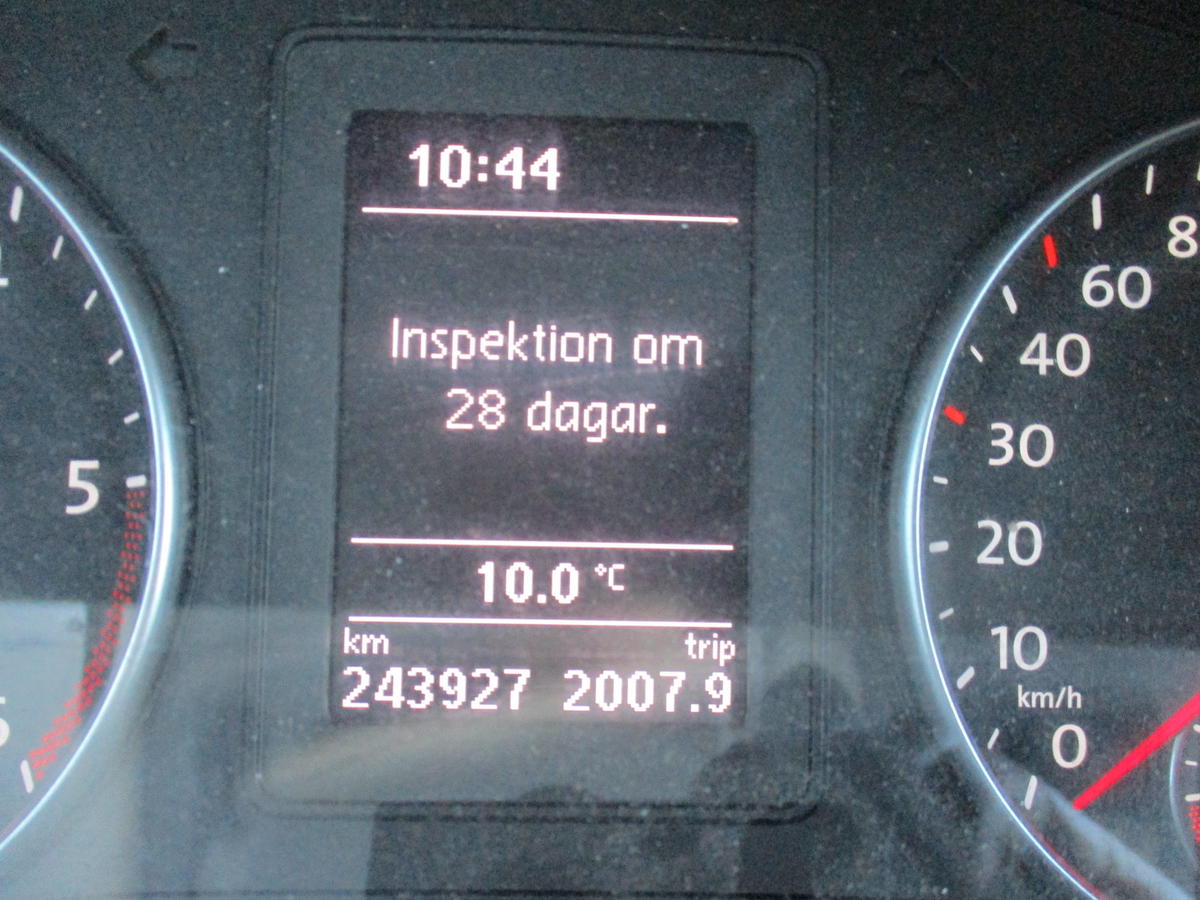 10:44
Inspektion om
28 dagar.
10.0 °C
km trip
243927 2007.9
5
8
60
40
30
20
10
km/h
0